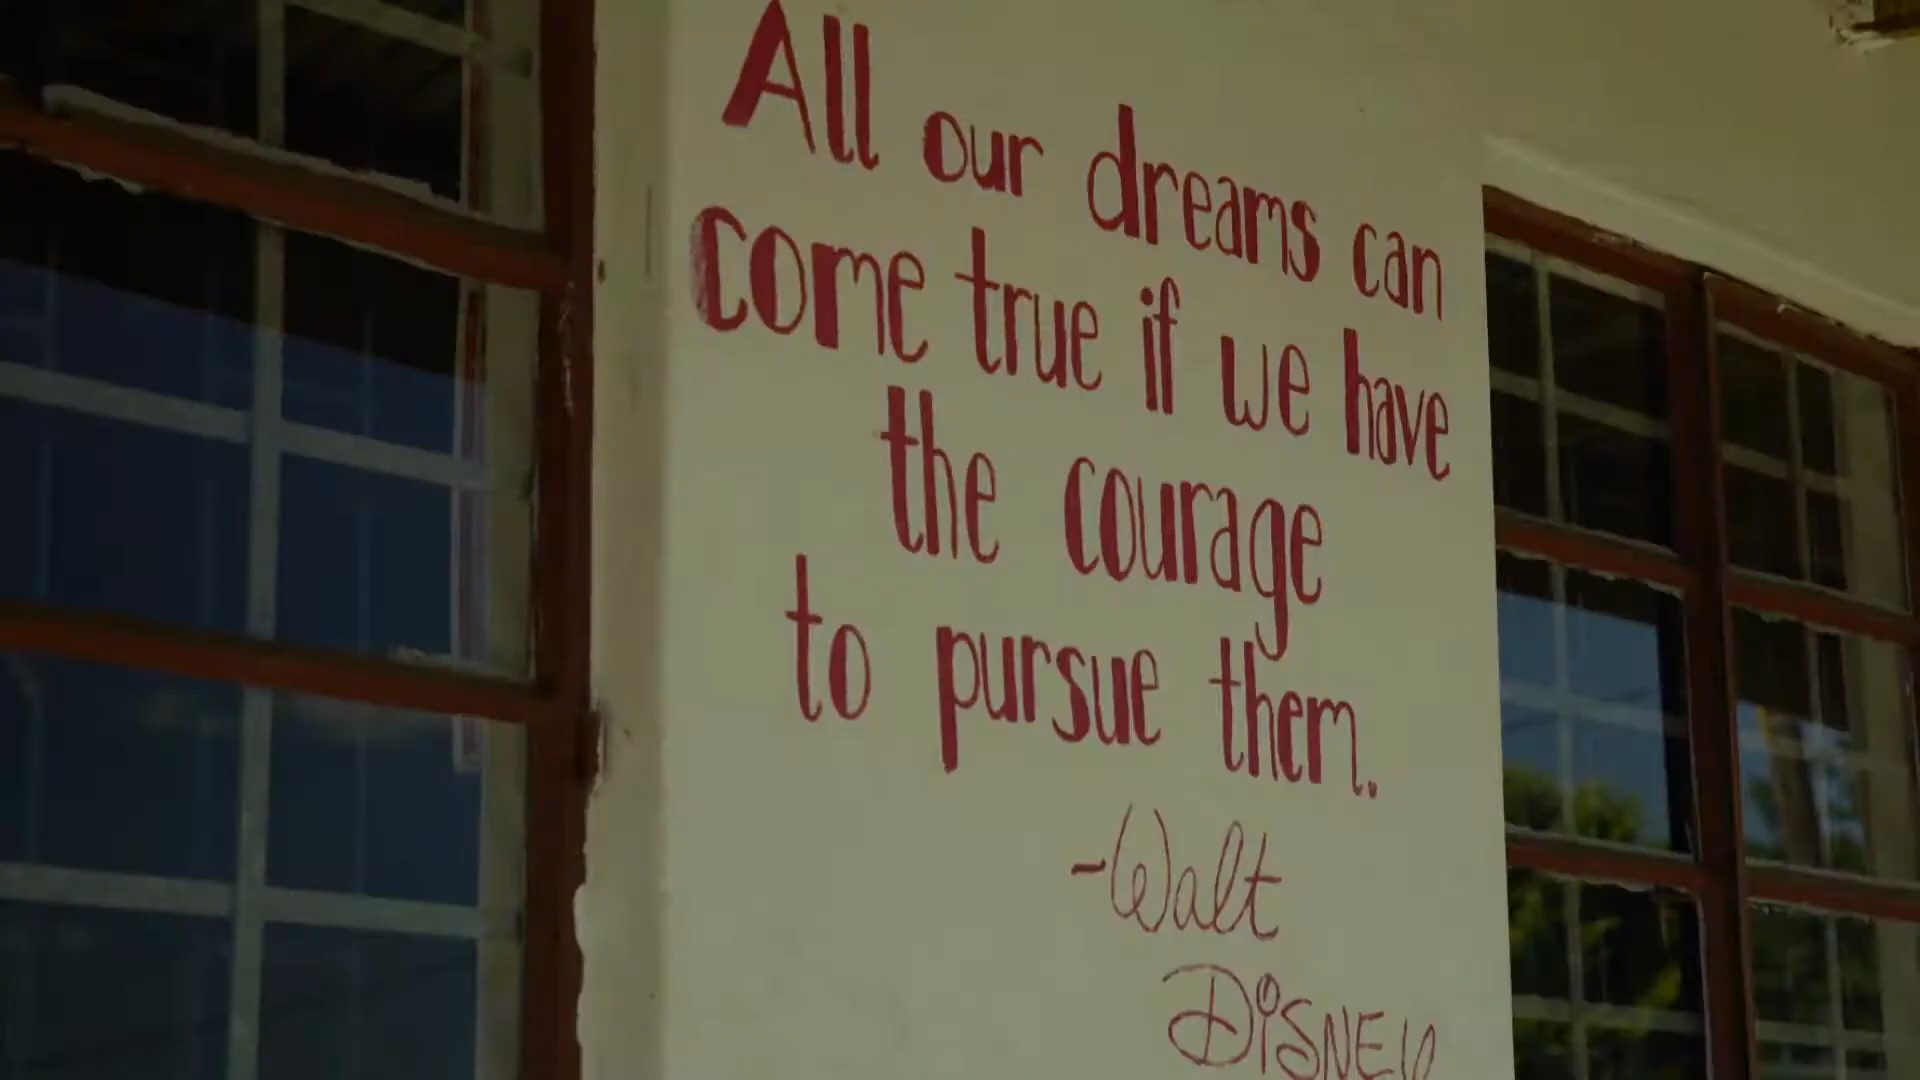 All our dreams can
come true if we have
the courage
to pursue them.
-Walt
DiSNEY